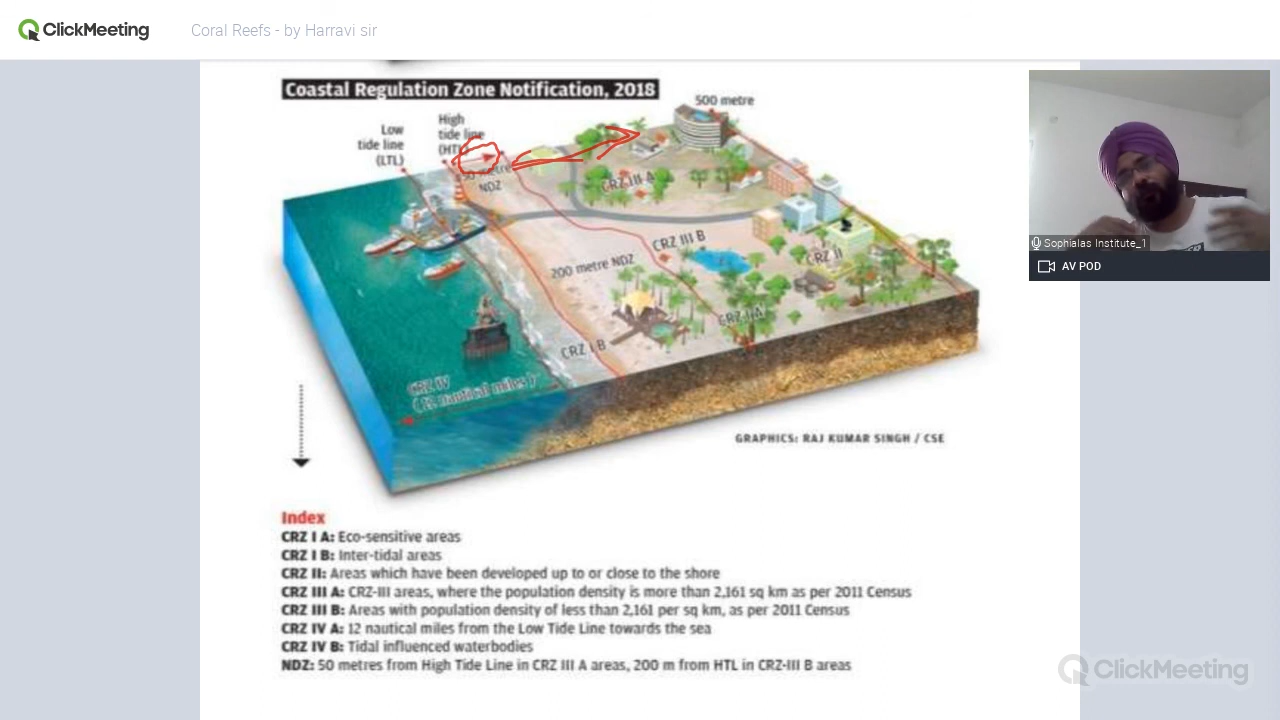 ClickMeeting
Coral Reefs - by Harravi sir
Coastal Regulation Zone Notification, 2018
500 metre
High
tide line
(HTL)
Low
tide line
(LTL)
50 metre
NDZ
CRZ III A
CRZ III B
CRZ II
200 metre NDZ
CRZ I A
CRZ I B
CRZ IV
(12 nautical miles)
GRAPHICS: RAJ KUMAR SINGH / CSE
Sophialas Institute_1
AV POD
Index
CRZ I A: Eco-sensitive areas
CRZ I B: Inter-tidal areas
CRZ II: Areas which have been developed up to or close to the shore
CRZ III A: CRZ-III areas, where the population density is more than 2,161 sq km as per 2011 Census
CRZ III B: Areas with population density of less than 2,161 per sq km, as per 2011 Census
CRZ IV A: 12 nautical miles from the Low Tide Line towards the sea
CRZ IV B: Tidal influenced waterbodies
NDZ: 50 metres from High Tide Line in CRZ III A areas, 200 m from HTL in CRZ-III B areas
ClickMeeting